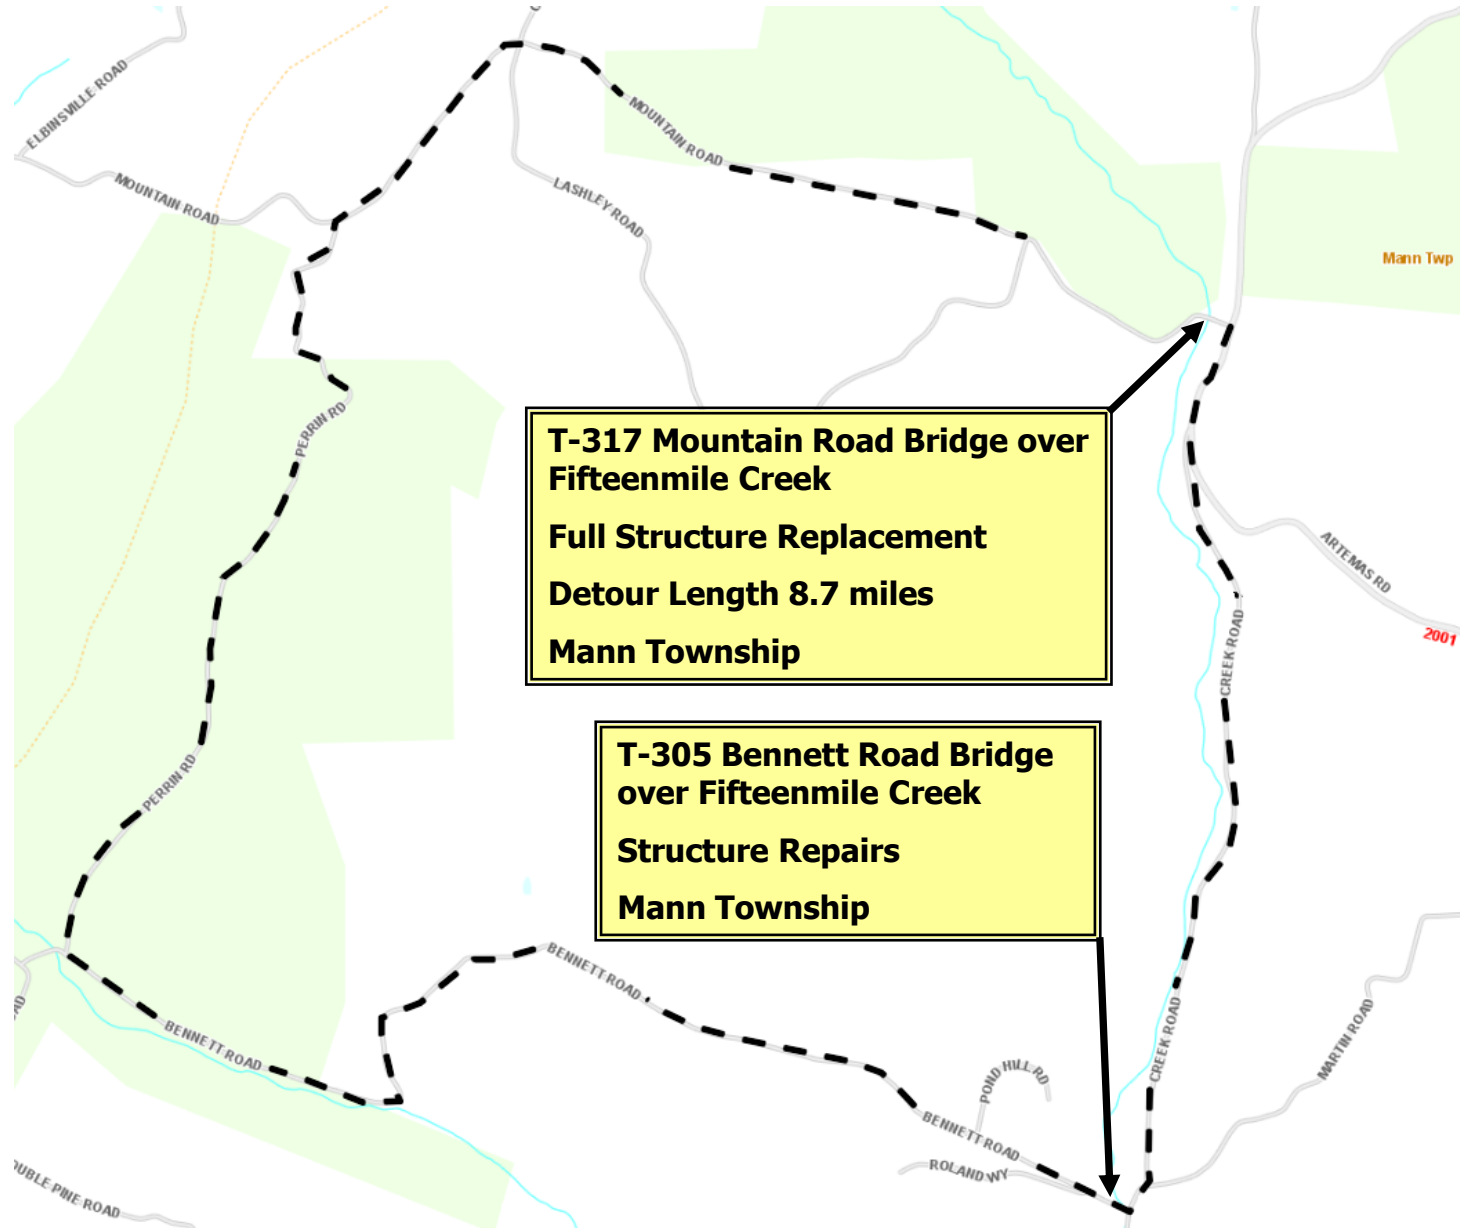 ELBINSVILLE ROAD
MOUNTAIN ROAD
MOUNTAIN ROAD
LASHLEY ROAD
Mann Twp
PERRIN RD
T-317 Mountain Road Bridge over
Fifteenmile Creek
Full Structure Replacement
Detour Length 8.7 miles
Mann Township
ARTEMAS RD
2001
CREEK ROAD
T-305 Bennett Road Bridge
over Fifteenmile Creek
Structure Repairs
Mann Township
PERRIN RD
BENNETT ROAD
BENNETT ROAD
CREEK ROAD
MARTIN ROAD
POND HILL RD
BENNETT ROAD
ROLAND WY
PINE ROAD